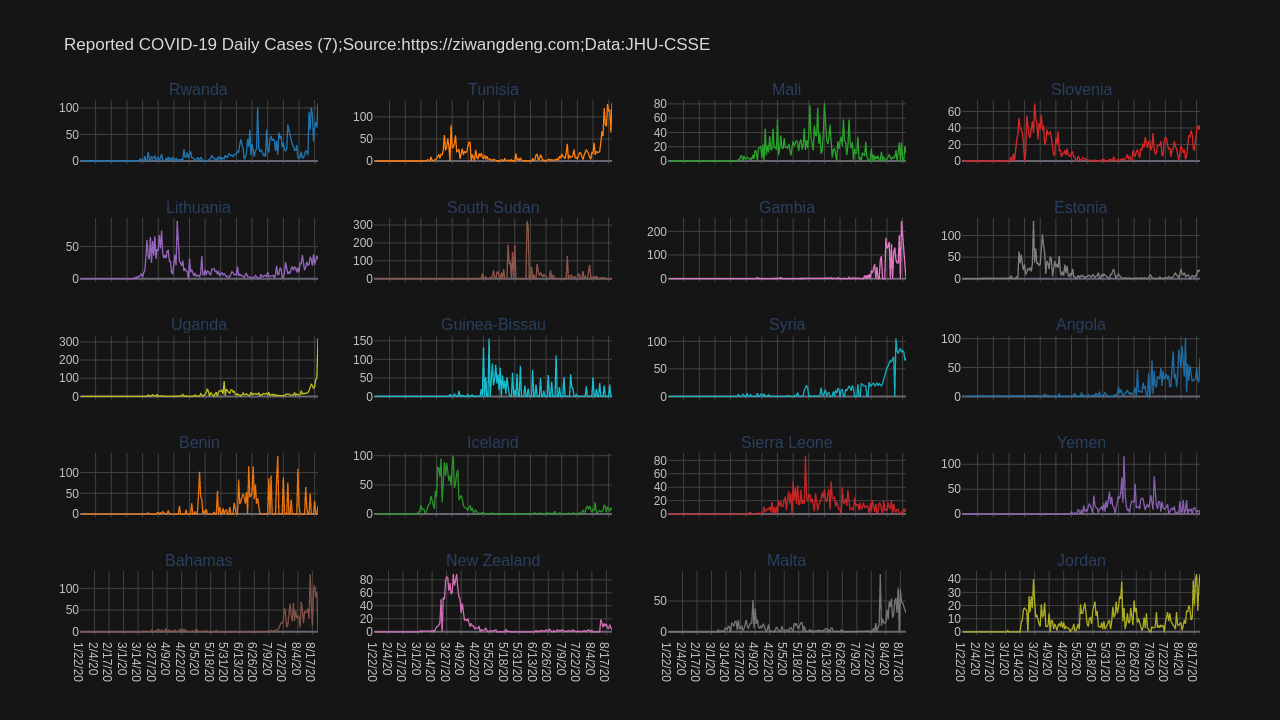 Reported COVID-19 Daily Cases (7);Source:https://ziwangdeng.com;Data:JHU-CSSE
Rwanda Tunisia Mali Slovenia
100 50 0
100 50 0
80 60 40 20 0
60 40 20 0
Lithuania South Sudan Gambia Estonia
50 0
300 200 100 0
200 100 0
100 50 0
Uganda Guinea-Bissau Syria Angola
300 200 100 0
150 100 50 0
100 50 0
100 50 0
Benin Iceland Sierra Leone Yemen
100 50 0
100 50 0
80 60 40 20 0
100 50 0
Bahamas New Zealand Malta Jordan
100 50 0
80 60 40 20 0
50 0
40 30 20 10 0
1/22/20 2/4/20 2/17/20 3/1/20 3/14/20 3/27/20 4/9/20 4/22/20 5/5/20 5/18/20 5/31/20 6/13/20 6/26/20 7/9/20 7/22/20 8/4/20 8/17/20
1/22/20 2/4/20 2/17/20 3/1/20 3/14/20 3/27/20 4/9/20 4/22/20 5/5/20 5/18/20 5/31/20 6/13/20 6/26/20 7/9/20 7/22/20 8/4/20 8/17/20
1/22/20 2/4/20 2/17/20 3/1/20 3/14/20 3/27/20 4/9/20 4/22/20 5/5/20 5/18/20 5/31/20 6/13/20 6/26/20 7/9/20 7/22/20 8/4/20 8/17/20
1/22/20 2/4/20 2/17/20 3/1/20 3/14/20 3/27/20 4/9/20 4/22/20 5/5/20 5/18/20 5/31/20 6/13/20 6/26/20 7/9/20 7/22/20 8/4/20 8/17/20